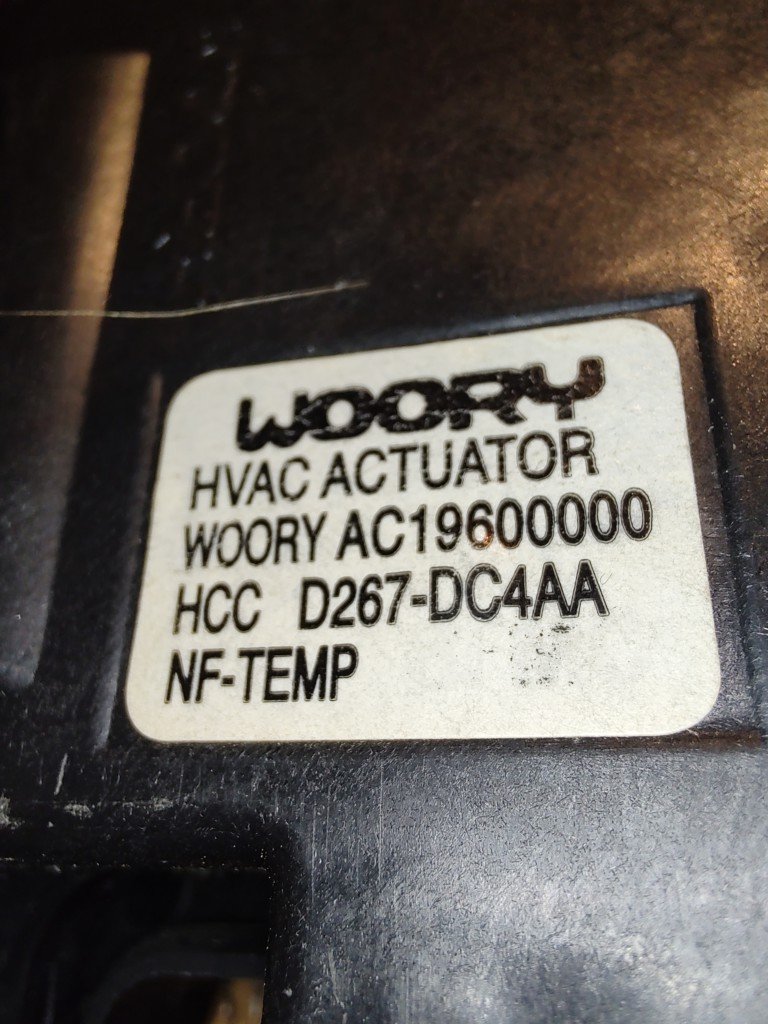 WOORY
HVAC ACTUATOR
WOORY AC19600000
HCC D267-DC4AA
NF-TEMP